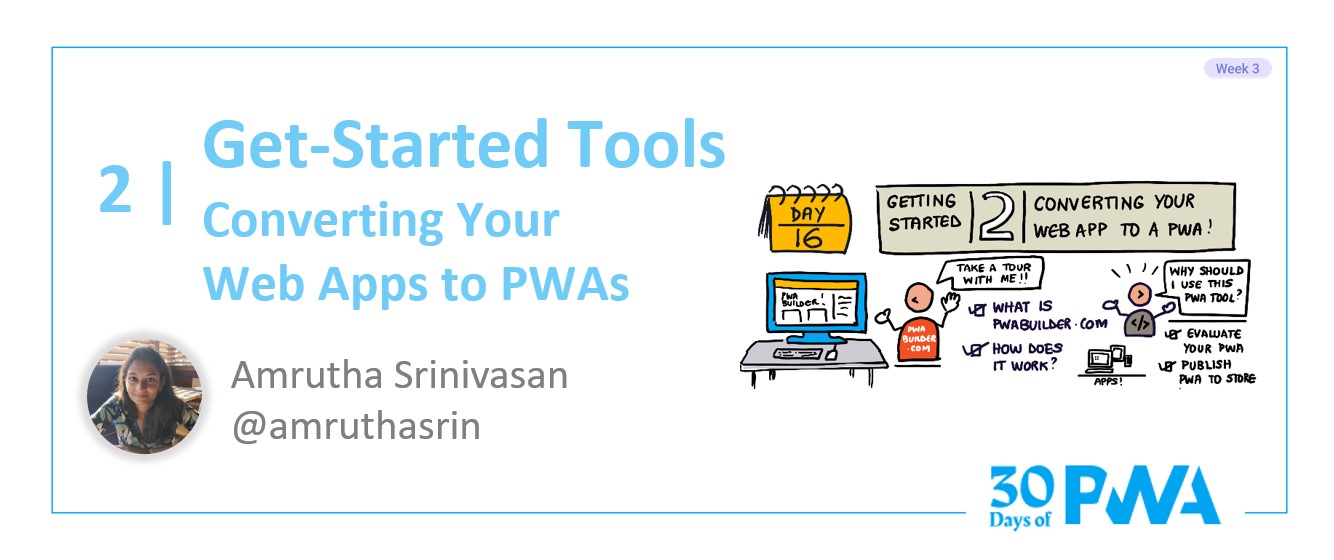 Week 3
2 |
Get-Started Tools
Converting Your
Web Apps to PWAs
Amrutha Srinivasan
@amruthasrin
DAY
16
GETTING
STARTED
2
CONVERTING YOUR
WEB APP TO A PWA!
PWA
BUILDER!
TAKE A TOUR
WITH ME!!
PWA
BUILDER
.COM
WHAT IS
PWABUILDER.COM
HOW DOES
IT WORK?
WHY SHOULD
I USE THIS
PWA TOOL?
</>
APPS!
EVALUATE
YOUR PWA
PUBLISH
PWA TO STORE
30
Days of
PWA